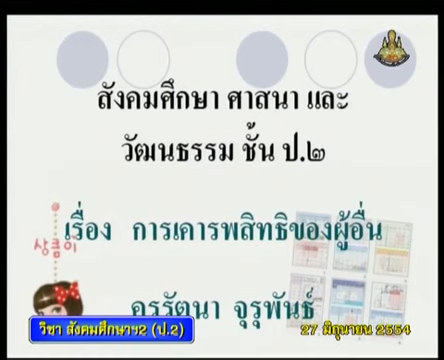 สังคมศึกษา ศาสนา และ
วัฒนธรรม ชั้น ป.๒
เรื่อง การเคารพสิทธิของผู้อื่น
상큼이
ครูรัตนา จุรุพันธ์
วิชา สังคมศึกษาฯ2 (ป.2)
27 มิถุนายน 2554